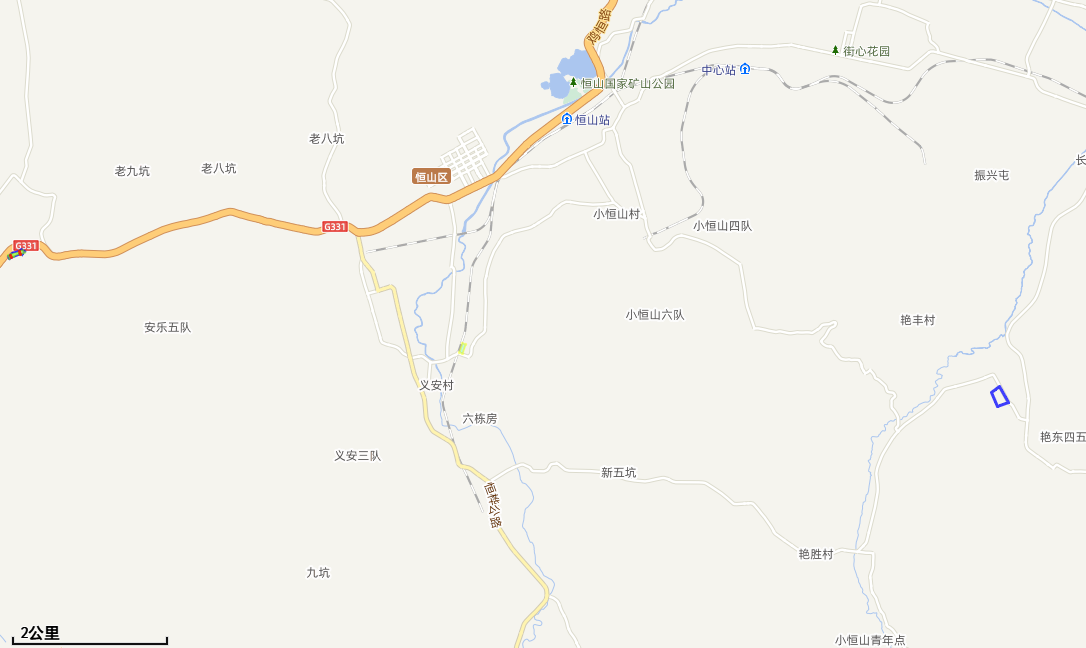 鸡恒路
街心花园
中心站
恒山国家矿山公园
恒山站
老八坑
长
老九坑
老八坑
恒山区
振兴屯
小恒山村
G331
小恒山四队
G331
小恒山六队
艳丰村
安乐五队
义安村
六栋房
艳东四五
义安三队
新五坑
恒桦公路
艳胜村
九坑
2公里
小恒山青年点